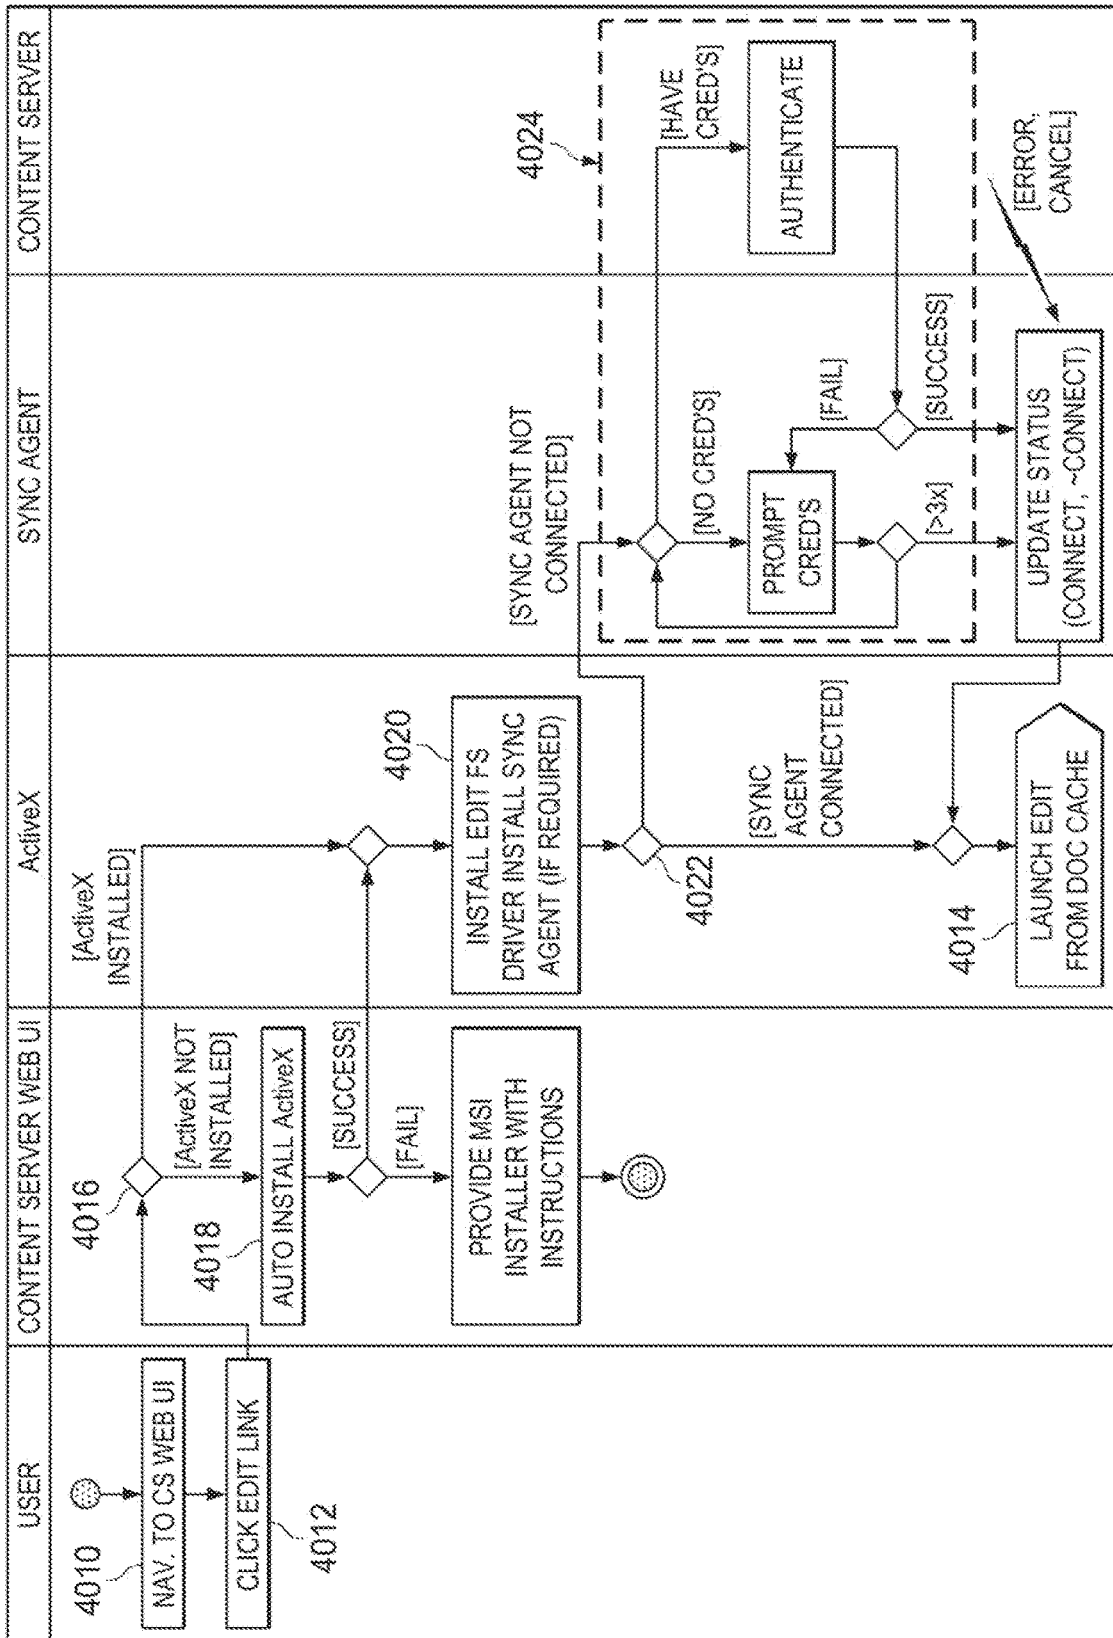 USER
CONTENT SERVER WEB UI
ActiveX
SYNC AGENT
CONTENT SERVER
4010
NAV. TO CS WEB UI
CLICK EDIT LINK
4012
4016
[ActiveX
INSTALLED]
[ActiveX NOT
INSTALLED]
4018
AUTO INSTALL ActiveX
[SUCCESS]
[FAIL]
PROVIDE MSI
INSTALLER WITH
INSTRUCTIONS
4020
INSTALL EDIT FS
DRIVER INSTALL SYNC
AGENT (IF REQUIRED)
4022
[SYNC AGENT NOT
CONNECTED]
[SYNC
AGENT
CONNECTED]
4014
LAUNCH EDIT
FROM DOC CACHE
4024
[HAVE
CRED'S]
[NO CRED'S]
AUTHENTICATE
PROMPT
CRED'S
[FAIL]
[>3x]
[SUCCESS]
UPDATE STATUS
(CONNECT, ~CONNECT)
[ERROR,
CANCEL]